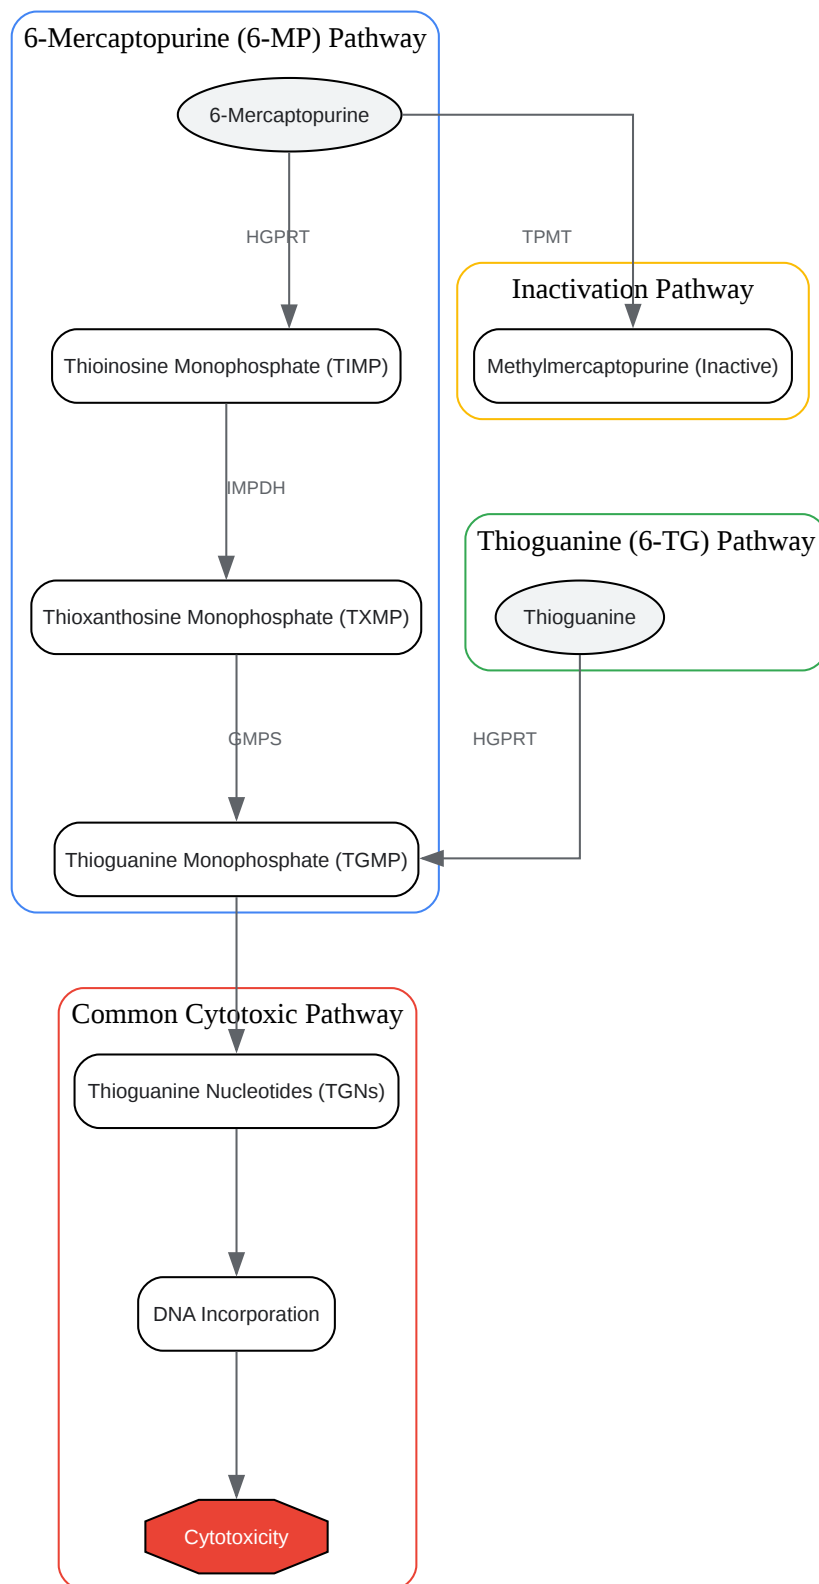 6-Mercaptopurine (6-MP) Pathway
6-Mercaptopurine
HGPRT
TPMT
Inactivation Pathway
Thioinosine Monophosphate (TIMP)
Methylmercaptopurine (Inactive)
IMPDH
Thioguanine (6-TG) Pathway
Thioxanthosine Monophosphate (TXMP)
Thioguanine
GMPS
HGPRT
Thioguanine Monophosphate (TGMP)
Common Cytotoxic Pathway
Thioguanine Nucleotides (TGNs)
DNA Incorporation
Cytotoxicity